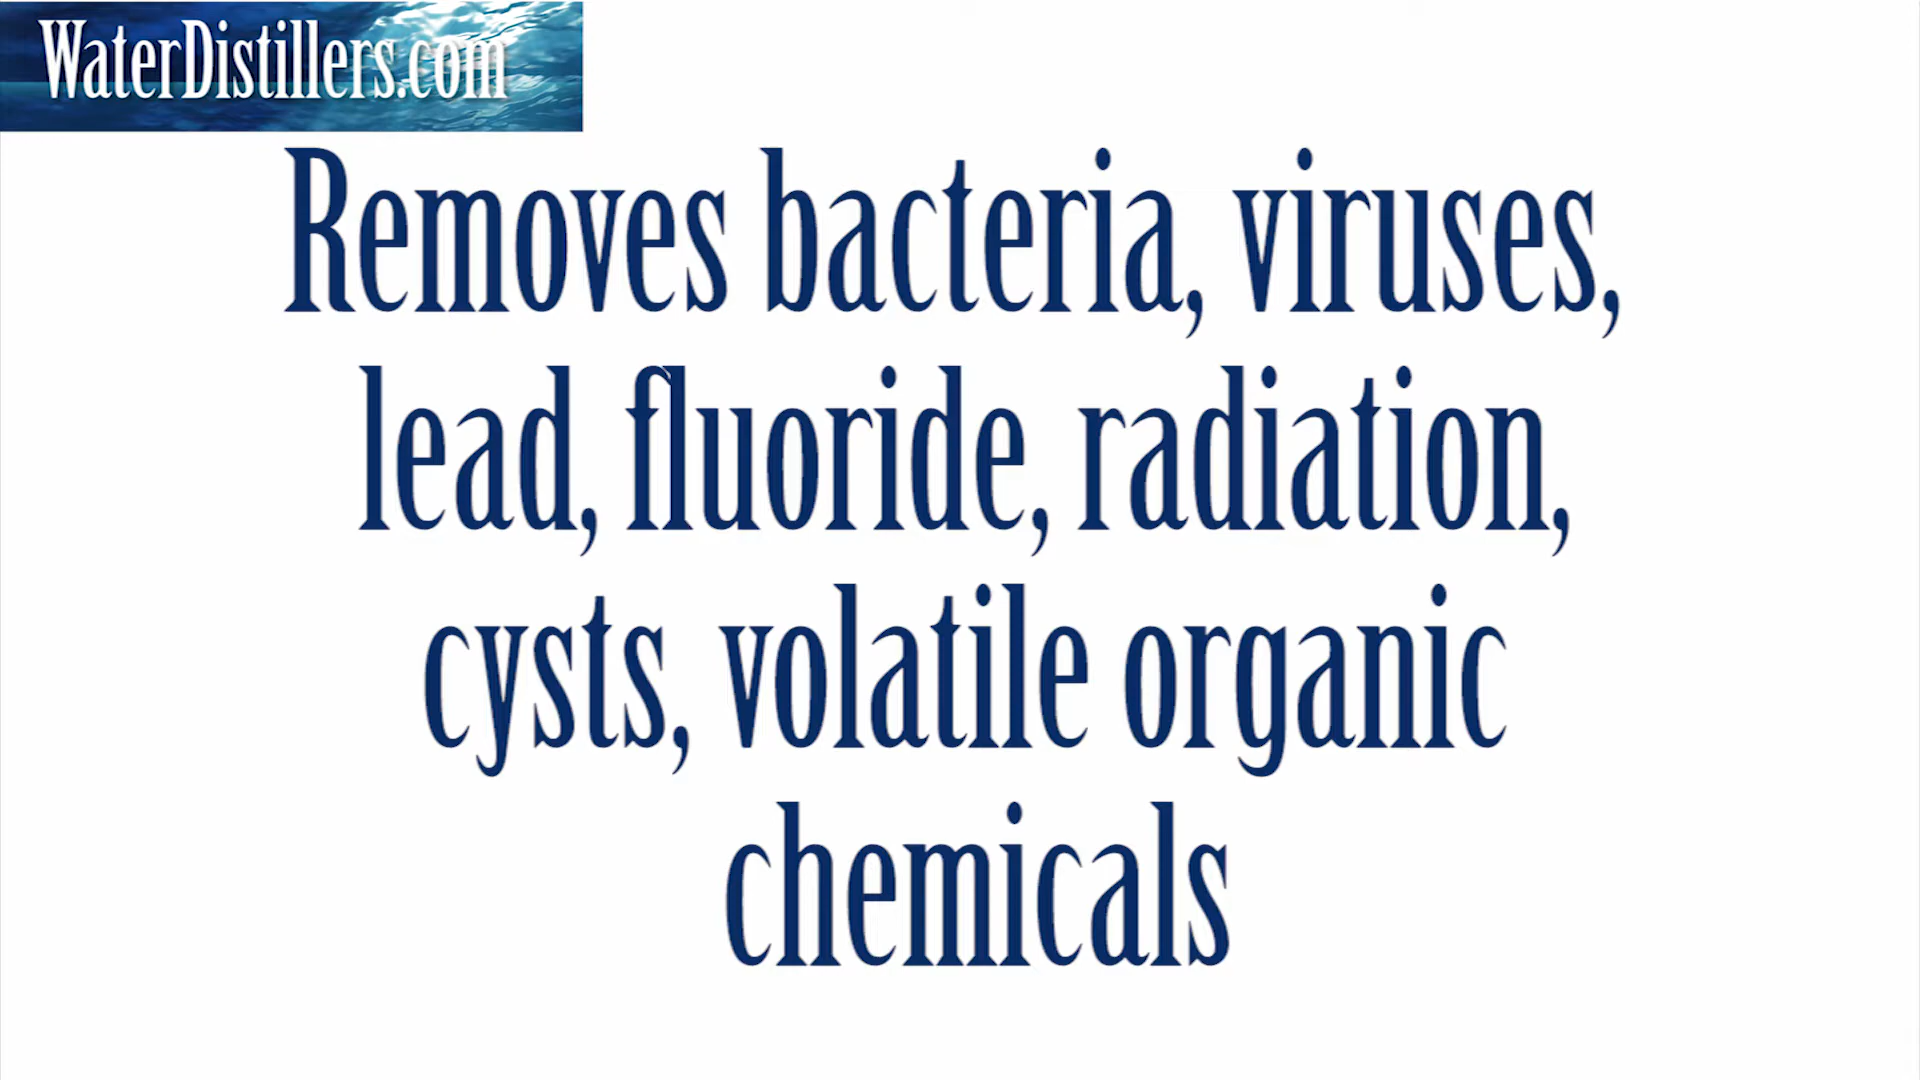 WaterDistillers.com
Removes bacteria, viruses,
lead, fluoride, radiation,
cysts, volatile organic
chemicals